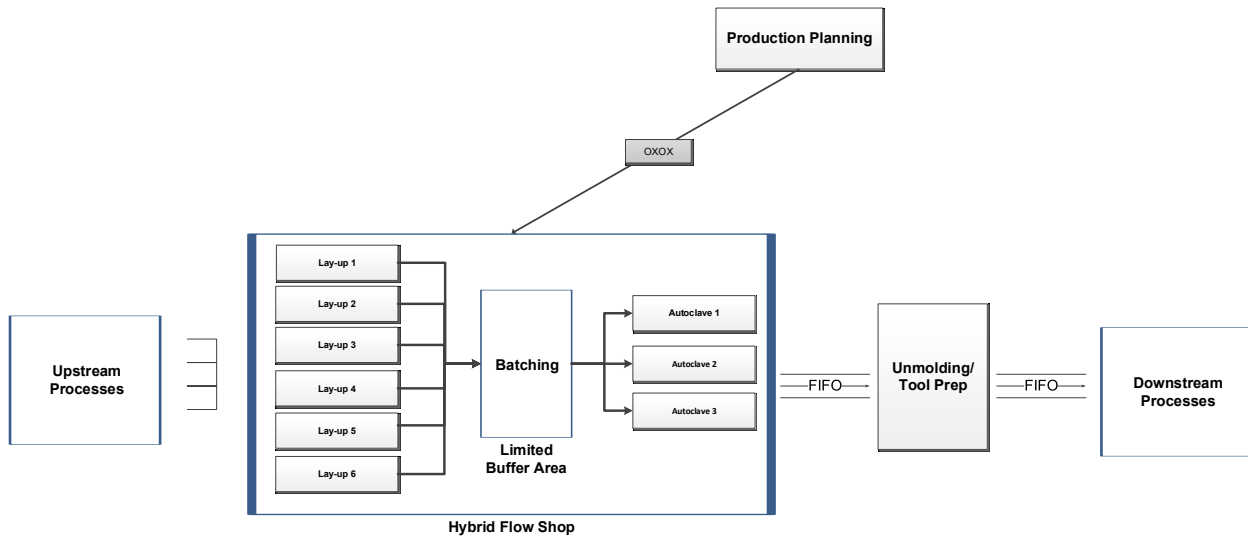 Production Planning
OXOX
Lay-up 1
Lay-up 2
Lay-up 3
Lay-up 4
Lay-up 5
Lay-up 6
Batching
Limited
Buffer Area
Autoclave 1
Autoclave 2
Autoclave 3
Hybrid Flow Shop
Upstream
Processes
FIFO
Unmolding/
Tool Prep
FIFO
Downstream
Processes